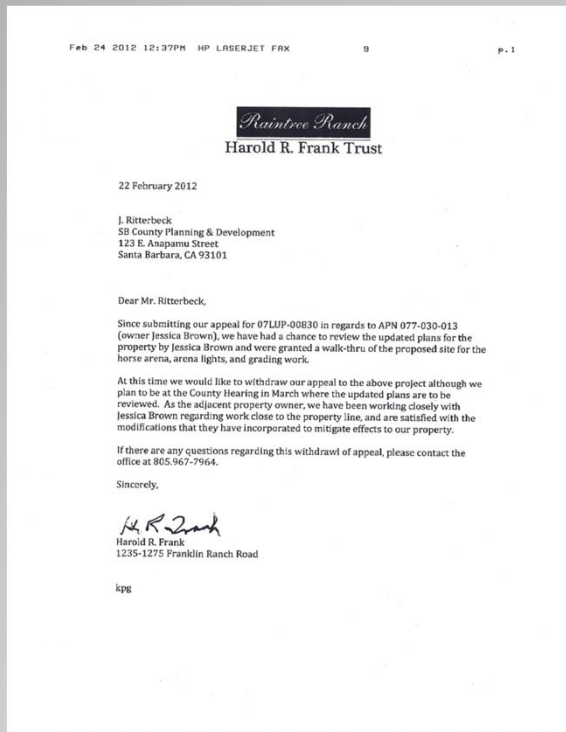 Feb 24 2012 12:37PM HP LASERJET FAX 9 p.1
Raintree Ranch
Harold R. Frank Trust
22 February 2012
J. Ritterbeck
SB County Planning & Development
123 E. Anapamu Street
Santa Barbara, CA 93101
Dear Mr. Ritterbeck,
Since submitting our appeal for 07LUP-00830 in regards to APN 077-030-013
(owner Jessica Brown), we have had a chance to review the updated plans for the
property by Jessica Brown and were granted a walk-thru of the proposed site for the
horse arena, arena lights, and grading work.
At this time we would like to withdraw our appeal to the above project although we
plan to be at the County Hearing in March where the updated plans are to be
reviewed. As the adjacent property owner, we have been working closely with
Jessica Brown regarding work close to the property line, and are satisfied with the
modifications that they have incorporated to mitigate effects to our property.
If there are any questions regarding this withdrawl of appeal, please contact the
office at 805.967-7964.
Sincerely,
H R Frank
Harold R. Frank
1235-1275 Franklin Ranch Road
kpg